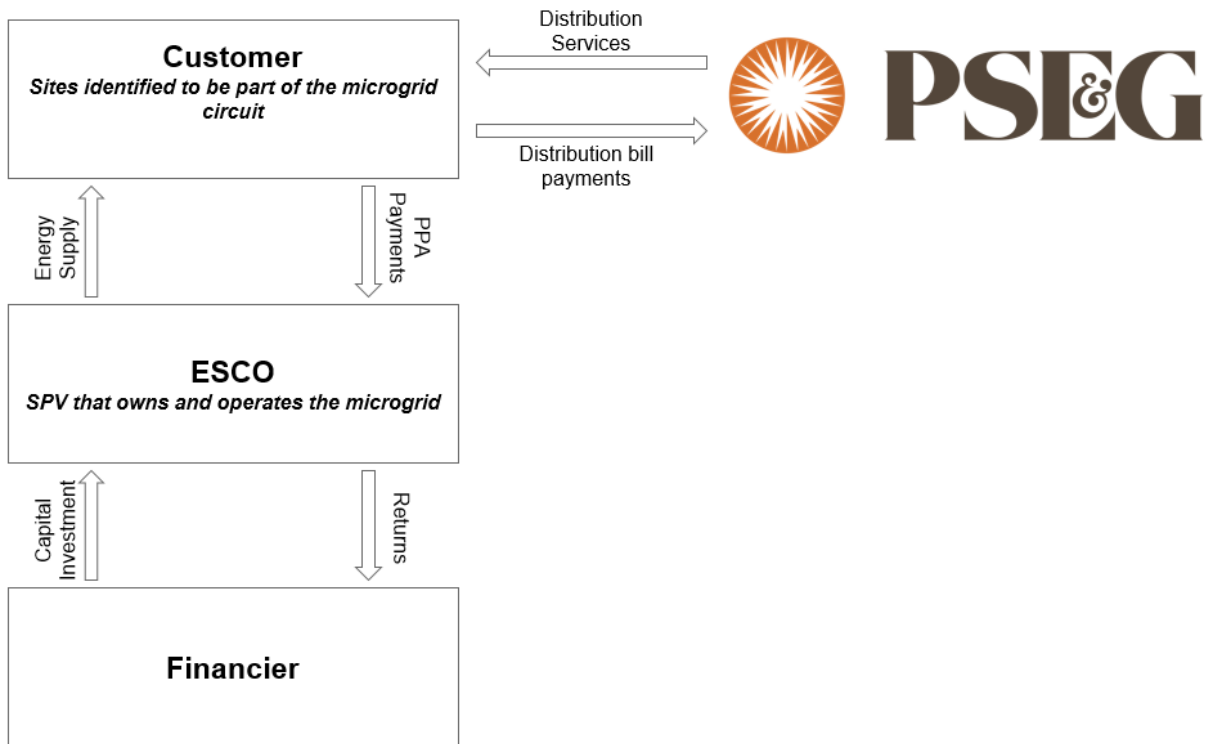 Distribution
Services
Customer
Sites identified to be part of the microgrid
circuit
PSE&G
Distribution bill
payments
Energy
Supply
PPA
Payments
ESCO
SPV that owns and operates the microgrid
Capital
Investment
Returns
Financier